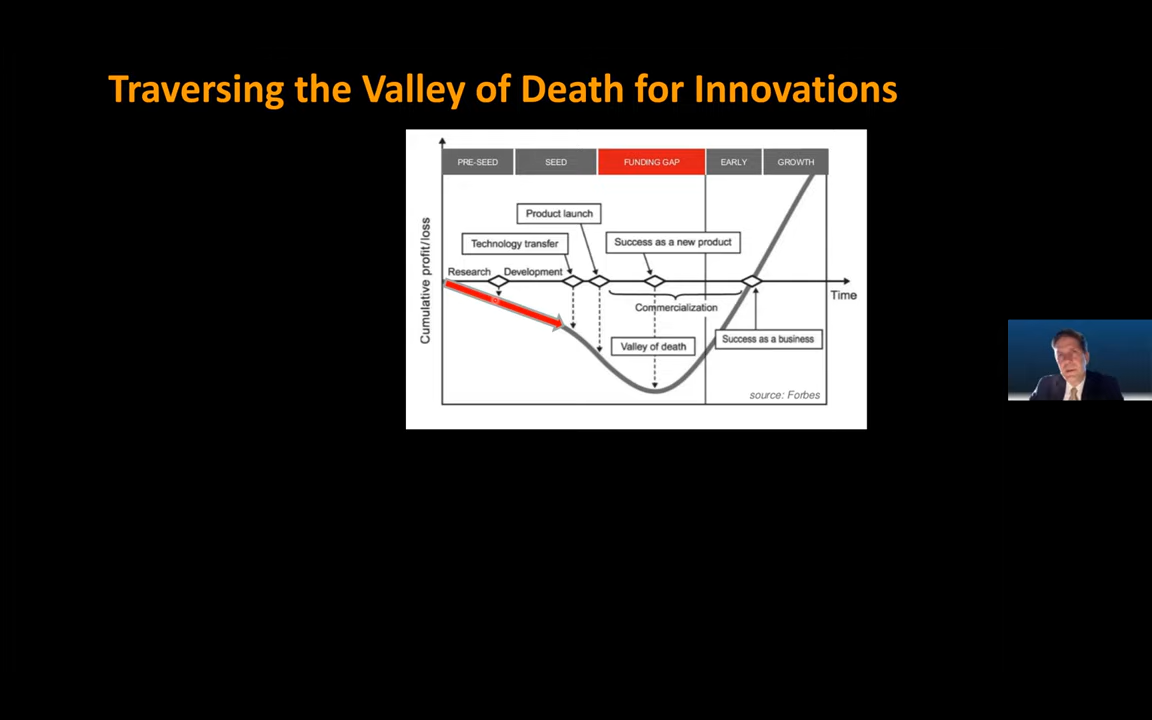 Traversing the Valley of Death for Innovations
PRE-SEED
SEED
FUNDING GAP
EARLY
GROWTH
Product launch
Technology transfer
Success as a new product
Research
Development
Time
Commercialization
Cumulative profit/loss
Success as a business
Valley of death
source: Forbes